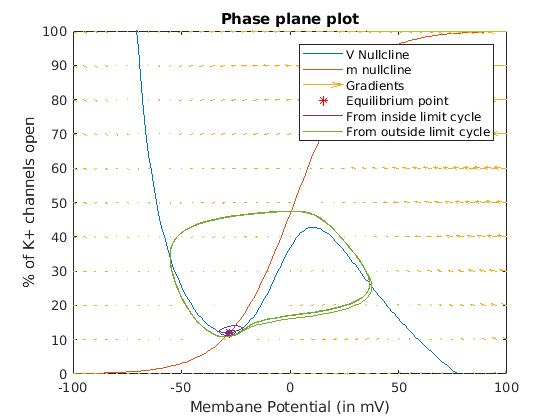 Phase plane plot
100
90
80
70
60
50
40
30
20
10
0
% of K+ channels open
V Nullcline
m nullcline
Gradients
Equilibrium point
From inside limit cycle
From outside limit cycle
-100
-50
0
50
100
Membane Potential (in mV)